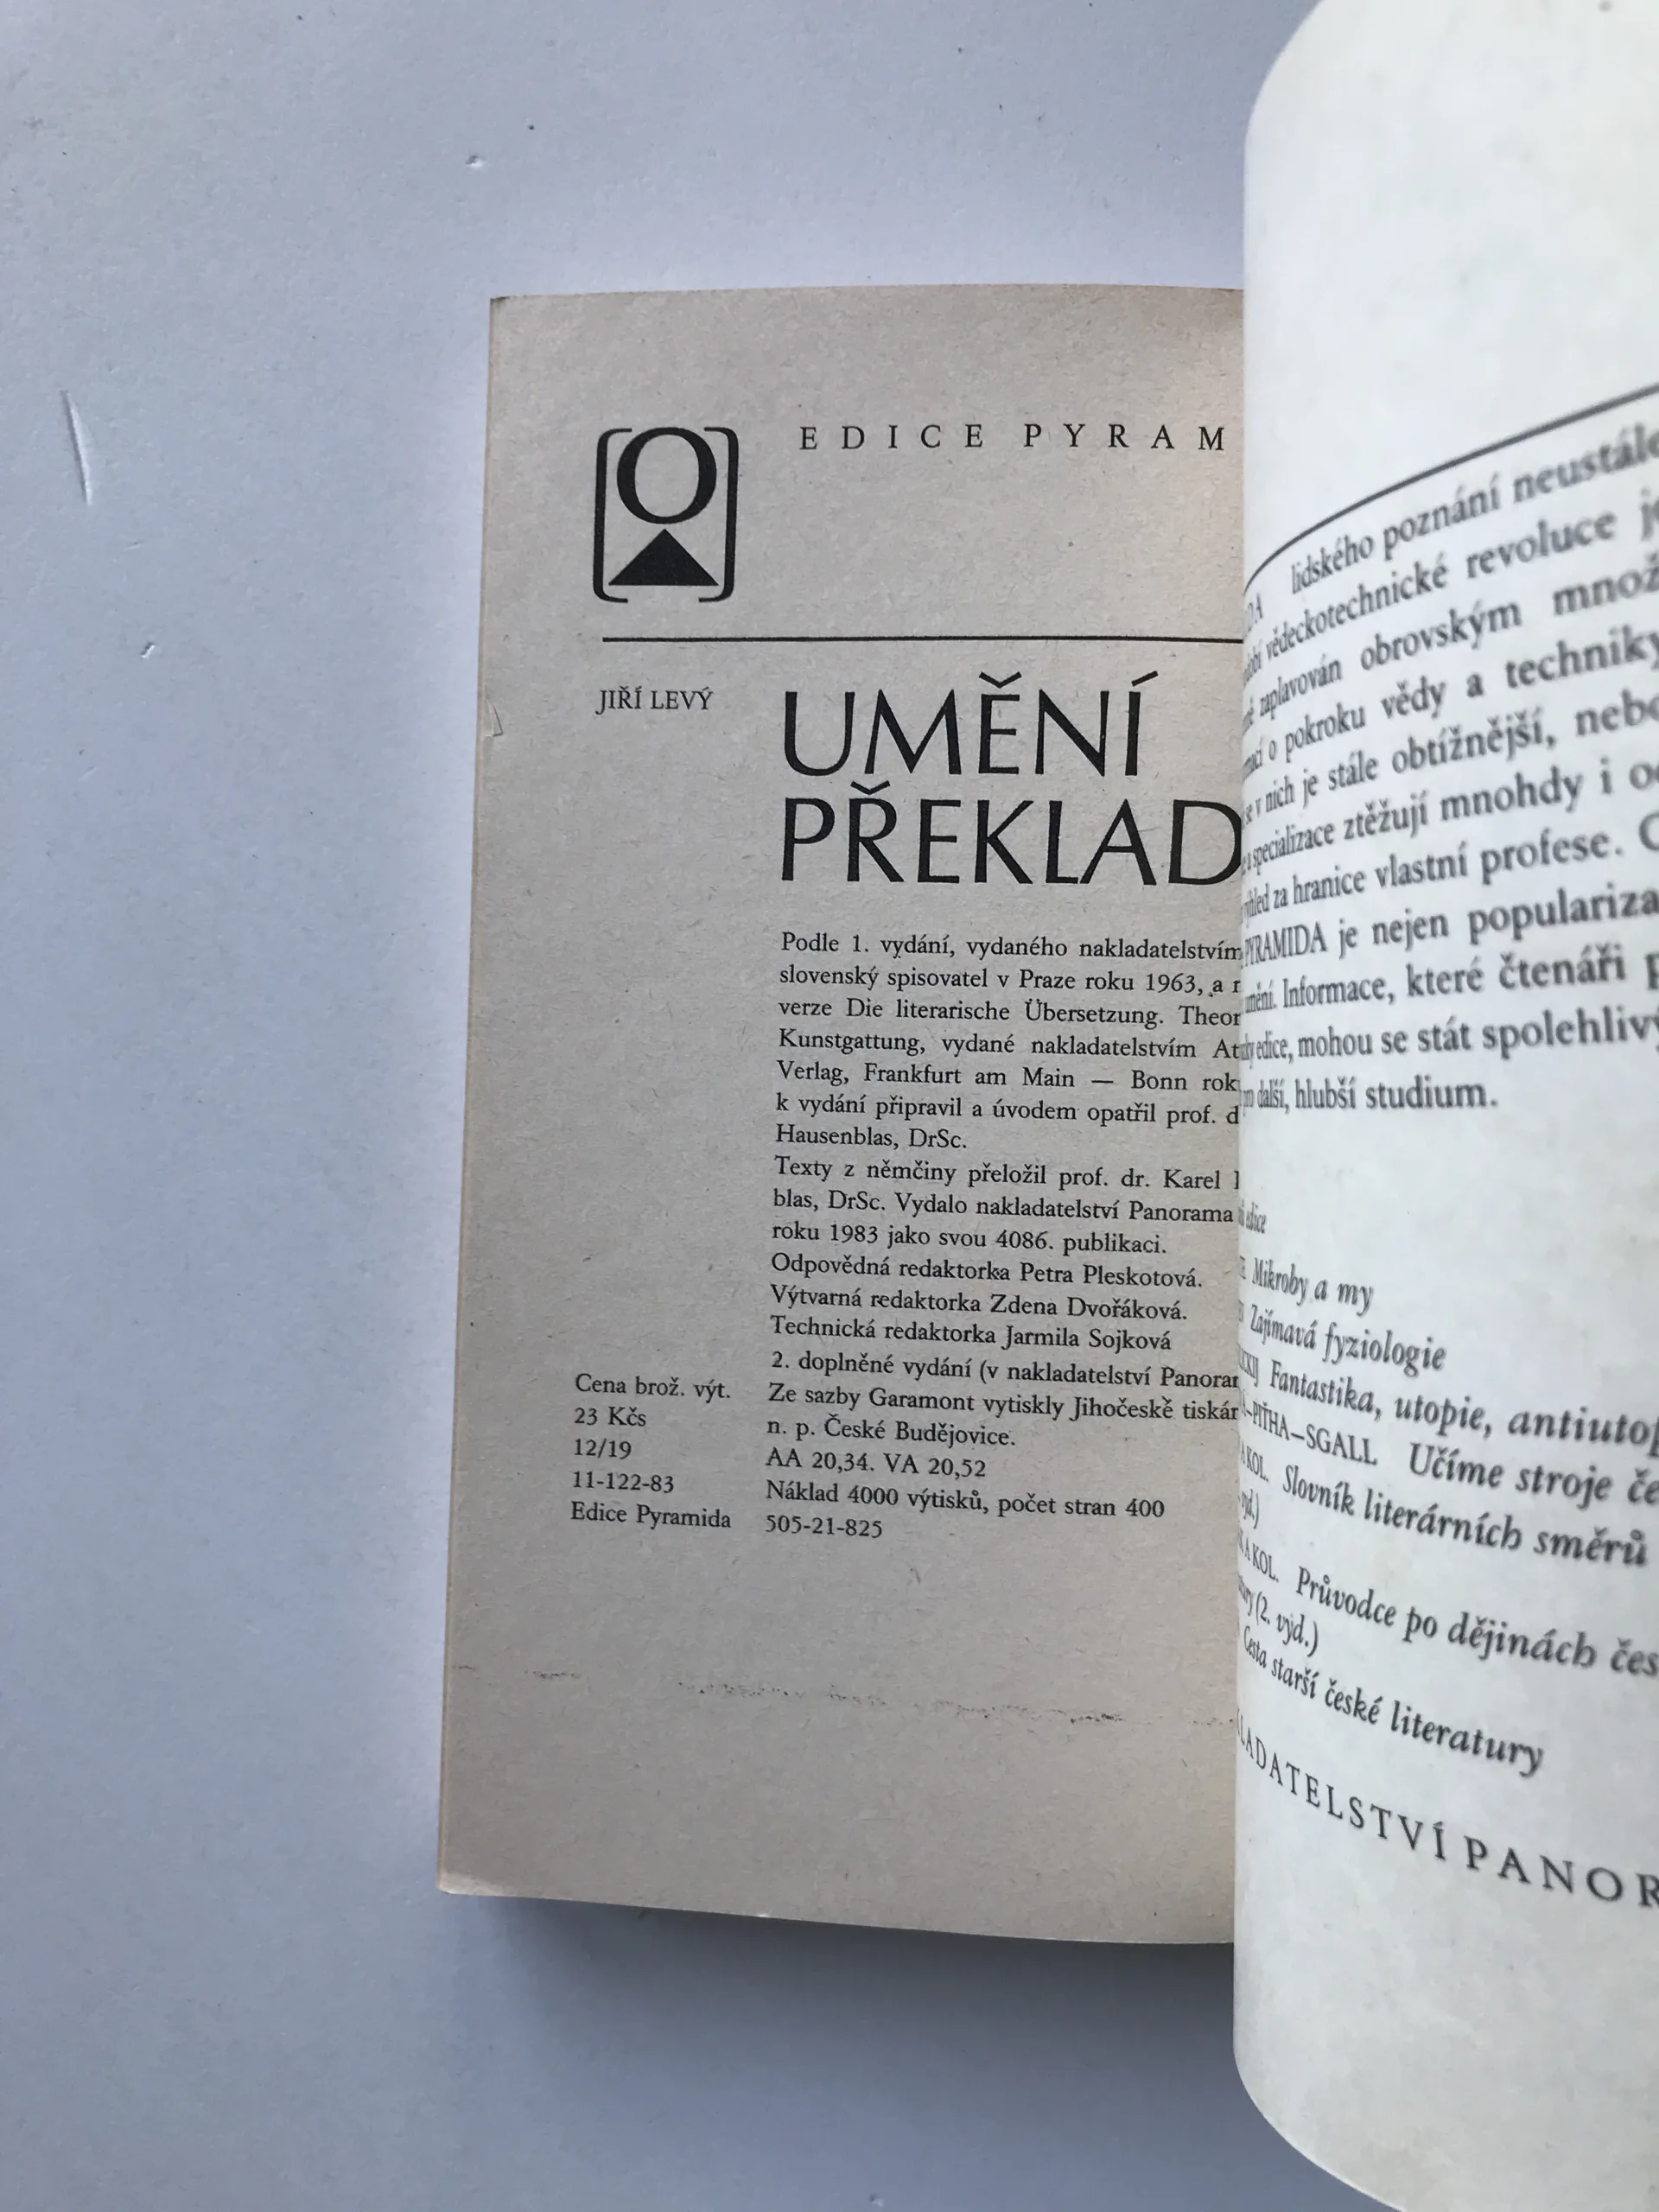 EDICE PYRAM
JIŘÍ LEVÝ
UMĚNÍ
PŘEKLAD
Podle 1. vydání, vydaného nakladatelstvím
slovenský spisovatel v Praze roku 1963, a
verze Die literarische Übersetzung. Theor
Kunstgattung, vydané nakladatelstvím At
Verlag, Frankfurt am Main — Bonn rok
k vydání připravil a úvodem opatřil prof. d
Hausenblas, DrSc.
Texty z němčiny přeložil prof. dr. Karel
blas, DrSc. Vydalo nakladatelství Panorama
roku 1983 jako svou 4086. publikaci.
Odpovědná redaktorka Petra Pleskotová.
Výtvarná redaktorka Zdena Dvořáková.
Technická redaktorka Jarmila Sojková
2. doplněné vydání (v nakladatelství Panoram
Ze sazby Garamont vytiskly Jihočeskě tiskár
n. p. České Budějovice.
AA 20,34. VA 20,52
Náklad 4000 výtisků, počet stran 400
505-21-825
Cena brož. výt.
23 Kčs
12/19
11-122-83
Edice Pyramida
lidského poznání neustále
vědeckotechnické revoluce
zaplavován obrovským množ
o pokroku vědy a techniky
se v nich je stále obtížnější, nebo
specializace ztěžují mnohdy i
za hranice vlastní profese.
PYRAMIDA je nejen populariza
umění. Informace, které čtenáři p
edice, mohou se stát spolehliv
další, hlubší studium.
edice
Mikroby a my
Zajímavá fyziologie
Fantastika, utopie, antiutop
–PIŤHA–SGALL Učíme stroje če
KOL. Slovník literárních směrů
A KOL. Průvodce po dějinách čes
(2. vyd.)
Cesta starší české literatury
LADATELSTVÍ PANOR